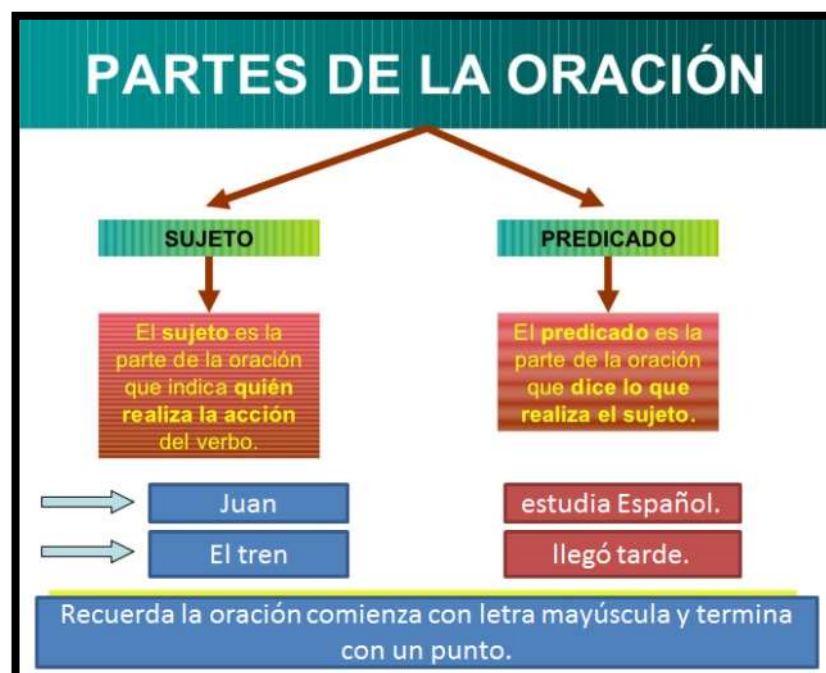 PARTES DE LA ORACIÓN
SUJETO
El sujeto es la
parte de la oración
que indica quién
realiza la acción
del verbo.
PREDICADO
El predicado es la
parte de la oración
que dice lo que
realiza el sujeto.
Juan
estudia Español.
El tren
llegó tarde.
Recuerda la oración comienza con letra mayúscula y termina
con un punto.